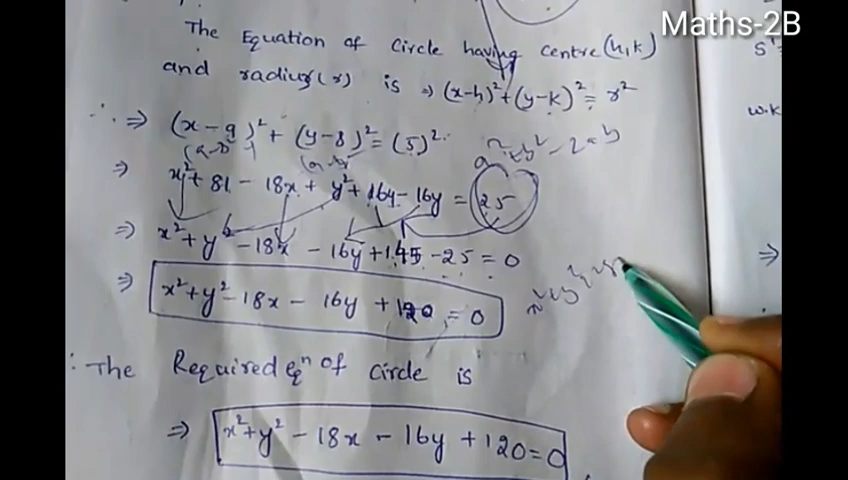 Maths-2B
The Equation of Circle having centre (h,k)
and radius(r) is ⇒ (x-h)²+(y-k)² = r²
∴ ⇒ (x-9)² + (y-8)² = (5)²
a²+b²-2ab
⇒ x²+ 81 - 18x + y²+ 64 - 16y = 25
⇒ x²+y² -18x - 16y +145 -25 = 0
⇒ x²+y²-18x - 16y +120 = 0
∴ The Required eqⁿ of circle is
⇒ x²+y² - 18x - 16y +120=0
w.k
⇒